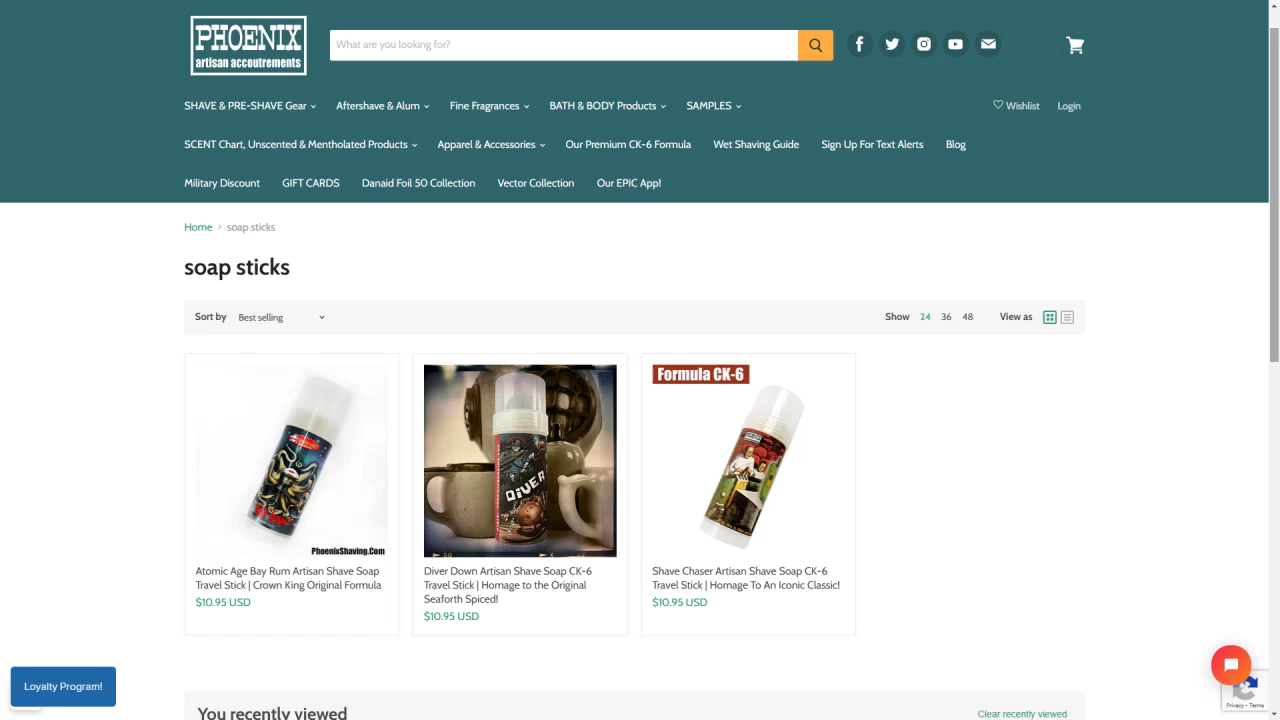 PHOENIX
artisan accoutrements
What are you looking for?
SHAVE & PRE-SHAVE Gear
Aftershave & Alum
Fine Fragrances
BATH & BODY Products
SAMPLES
Wishlist
Login
SCENT Chart, Unscented & Mentholated Products
Apparel & Accessories
Our Premium CK-6 Formula
Wet Shaving Guide
Sign Up For Text Alerts
Blog
Military Discount
GIFT CARDS
Danaid Foil 50 Collection
Vector Collection
Our EPIC App!
Home
soap sticks
soap sticks
Sort by
Best selling
Show
24
36
48
View as
PhoenixShaving.Com
Atomic Age Bay Rum Artisan Shave Soap
Travel Stick | Crown King Original Formula
$10.95 USD
DIVER
Diver Down Artisan Shave Soap CK-6
Travel Stick | Homage to the Original
Seaforth Spiced!
$10.95 USD
Formula CK-6
Shave Chaser Artisan Shave Soap CK-6
Travel Stick | Homage To An Iconic Classic!
$10.95 USD
Loyalty Program!
Privacy - Terms
You recently viewed
Clear recently viewed